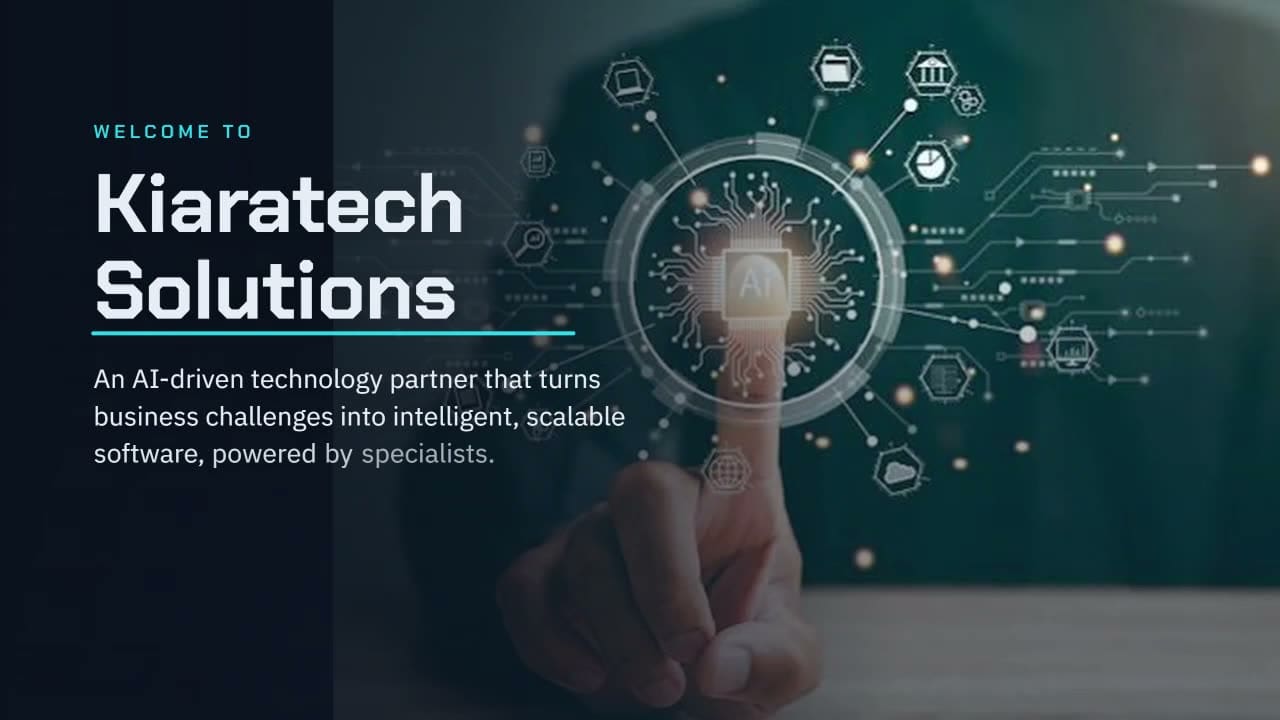 WELCOME TO
Kiaratech
Solutions
An AI-driven technology partner that turns
business challenges into intelligent, scalable
software, powered by specialists.
AI